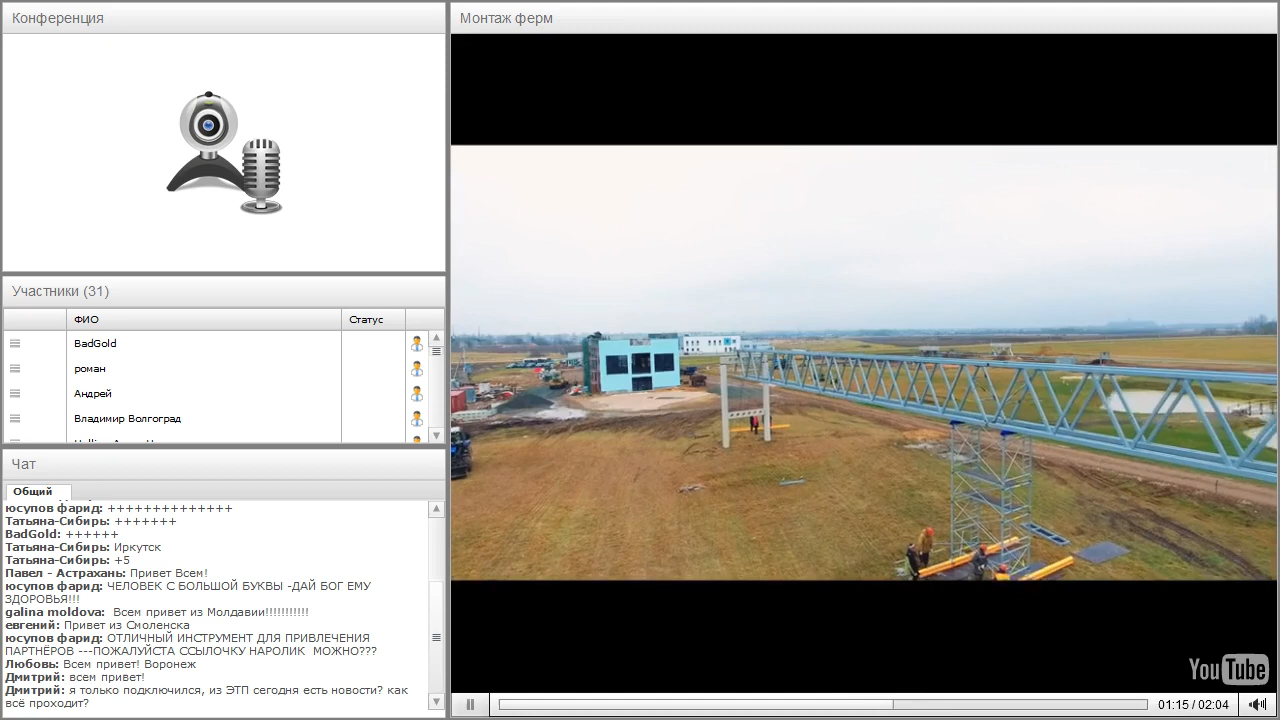 Конференция
Монтаж ферм
Участники (31)
ФИО
Статус
BadGold
роман
Андрей
Владимир Волгоград
Чат
Общий
юсупов фарид: ++++++++++++++
Татьяна-Сибирь: +++++++
BadGold: ++++++
Татьяна-Сибирь: Иркутск
Татьяна-Сибирь: +5
Павел - Астрахань: Привет Всем!
юсупов фарид: ЧЕЛОВЕК С БОЛЬШОЙ БУКВЫ -ДАЙ БОГ ЕМУ
ЗДОРОВЬЯ!!!
galina moldova: Всем привет из Молдавии!!!!!!!!!!!
евгений: Привет из Смоленска
юсупов фарид: ОТЛИЧНЫЙ ИНСТРУМЕНТ ДЛЯ ПРИВЛЕЧЕНИЯ
ПАРТНЁРОВ ---ПОЖАЛУЙСТА ССЫЛОЧКУ НАРОЛИК МОЖНО???
Любовь: Всем привет! Воронеж
Дмитрий: всем привет!
Дмитрий: я только подключился, из ЭТП сегодня есть новости? как
всё проходит?
YouTube
01:15 / 02:04